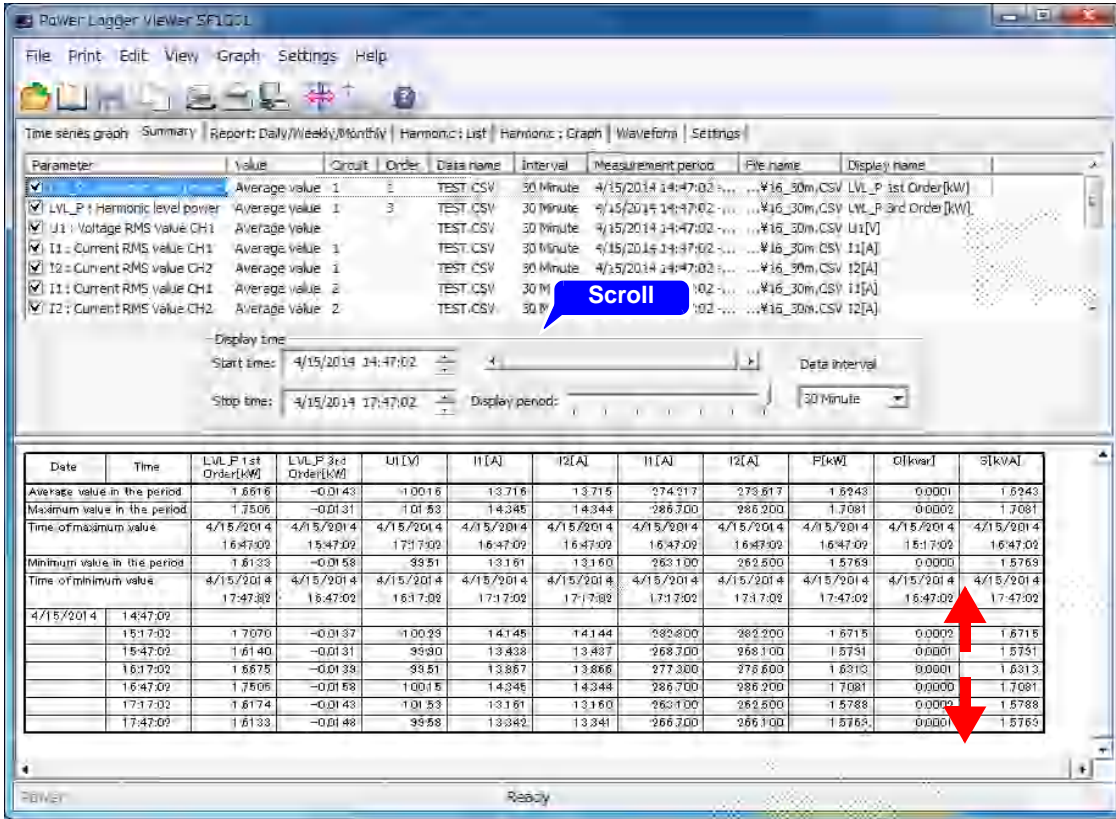 Power Logger Viewer SF1001
File Print Edit View Graph Settings Help
Time series graph Summary Report: Daily/Weekly/Monthly Harmonic : List Harmonic : Graph Waveform Settings
Parameter Value Circuit Order Data name Interval Measurement period File name Display name
Average value 1 1 TEST.CSV 30 Minute 4/15/2014 14:47:02 -... ...¥16_30m.CSV LVL_P 1st Order[kW]
LVL_P : Harmonic level power Average value 1 3 TEST.CSV 30 Minute 4/15/2014 14:47:02 -... ...¥16_30m.CSV LVL_P 3rd Order[kW]
U1 : Voltage RMS value CH1 Average value TEST.CSV 30 Minute 4/15/2014 14:47:02 -... ...¥16_30m.CSV U1[V]
I1 : Current RMS value CH1 Average value 1 TEST.CSV 30 Minute 4/15/2014 14:47:02 -... ...¥16_30m.CSV I1[A]
I2 : Current RMS value CH2 Average value 1 TEST.CSV 30 Minute 4/15/2014 14:47:02 -... ...¥16_30m.CSV I2[A]
I1 : Current RMS value CH1 Average value 2 TEST.CSV 30 M :02 -... ...¥16_30m.CSV I1[A]
I2 : Current RMS value CH2 Average value 2 TEST.CSV 30 M :02 -... ...¥16_30m.CSV I2[A]
Scroll
Display time
Start time: 4/15/2014 14:47:02 Data interval
Stop time: 4/15/2014 17:47:02 Display period: 30 Minute
Date Time LVL_P 1st Order[kW] LVL_P 3rd Order[kW] U1[V] I1[A] I2[A] I1[A] I2[A] P[kW] Q[kvar] S[kVA]
Average value in the period 1.6616 -0.0143 100.16 13.716 13.715 274.217 273.617 1.6243 0.0001 1.6243
Maximum value in the period 1.7506 -0.0131 101.53 14.345 14.344 286.700 286.200 1.7081 0.0002 1.7081
Time of maximum value 4/15/2014 4/15/2014 4/15/2014 4/15/2014 4/15/2014 4/15/2014 4/15/2014 4/15/2014 4/15/2014 4/15/2014
16:47:02 15:47:02 17:17:02 16:47:02 16:47:02 16:47:02 16:47:02 16:47:02 15:17:02 16:47:02
Minimum value in the period 1.6133 -0.0158 99.51 13.161 13.160 263.100 262.500 1.5769 0.0000 1.5769
Time of minimum value 4/15/2014 4/15/2014 4/15/2014 4/15/2014 4/15/2014 4/15/2014 4/15/2014 4/15/2014 4/15/2014 4/15/2014
17:47:02 16:47:02 16:17:02 17:17:02 17:17:02 17:17:02 17:17:02 17:47:02 16:47:02 17:47:02
4/15/2014 14:47:02
15:17:02 1.7070 -0.0137 100.29 14.145 14.144 282.800 282.200 1.6715 0.0002 1.6715
15:47:02 1.6140 -0.0131 99.90 13.438 13.437 268.700 268.100 1.5791 0.0001 1.5791
16:17:02 1.6675 -0.0139 99.51 13.867 13.866 277.300 276.600 1.6313 0.0001 1.6313
16:47:02 1.7506 -0.0158 100.15 14.345 14.344 286.700 286.200 1.7081 0.0000 1.7081
17:17:02 1.6174 -0.0143 101.53 13.161 13.160 263.100 262.500 1.5788 0.0002 1.5788
17:47:02 1.6133 -0.0148 99.58 13.342 13.341 266.700 266.100 1.5769 0.0001 1.5769
Power Ready